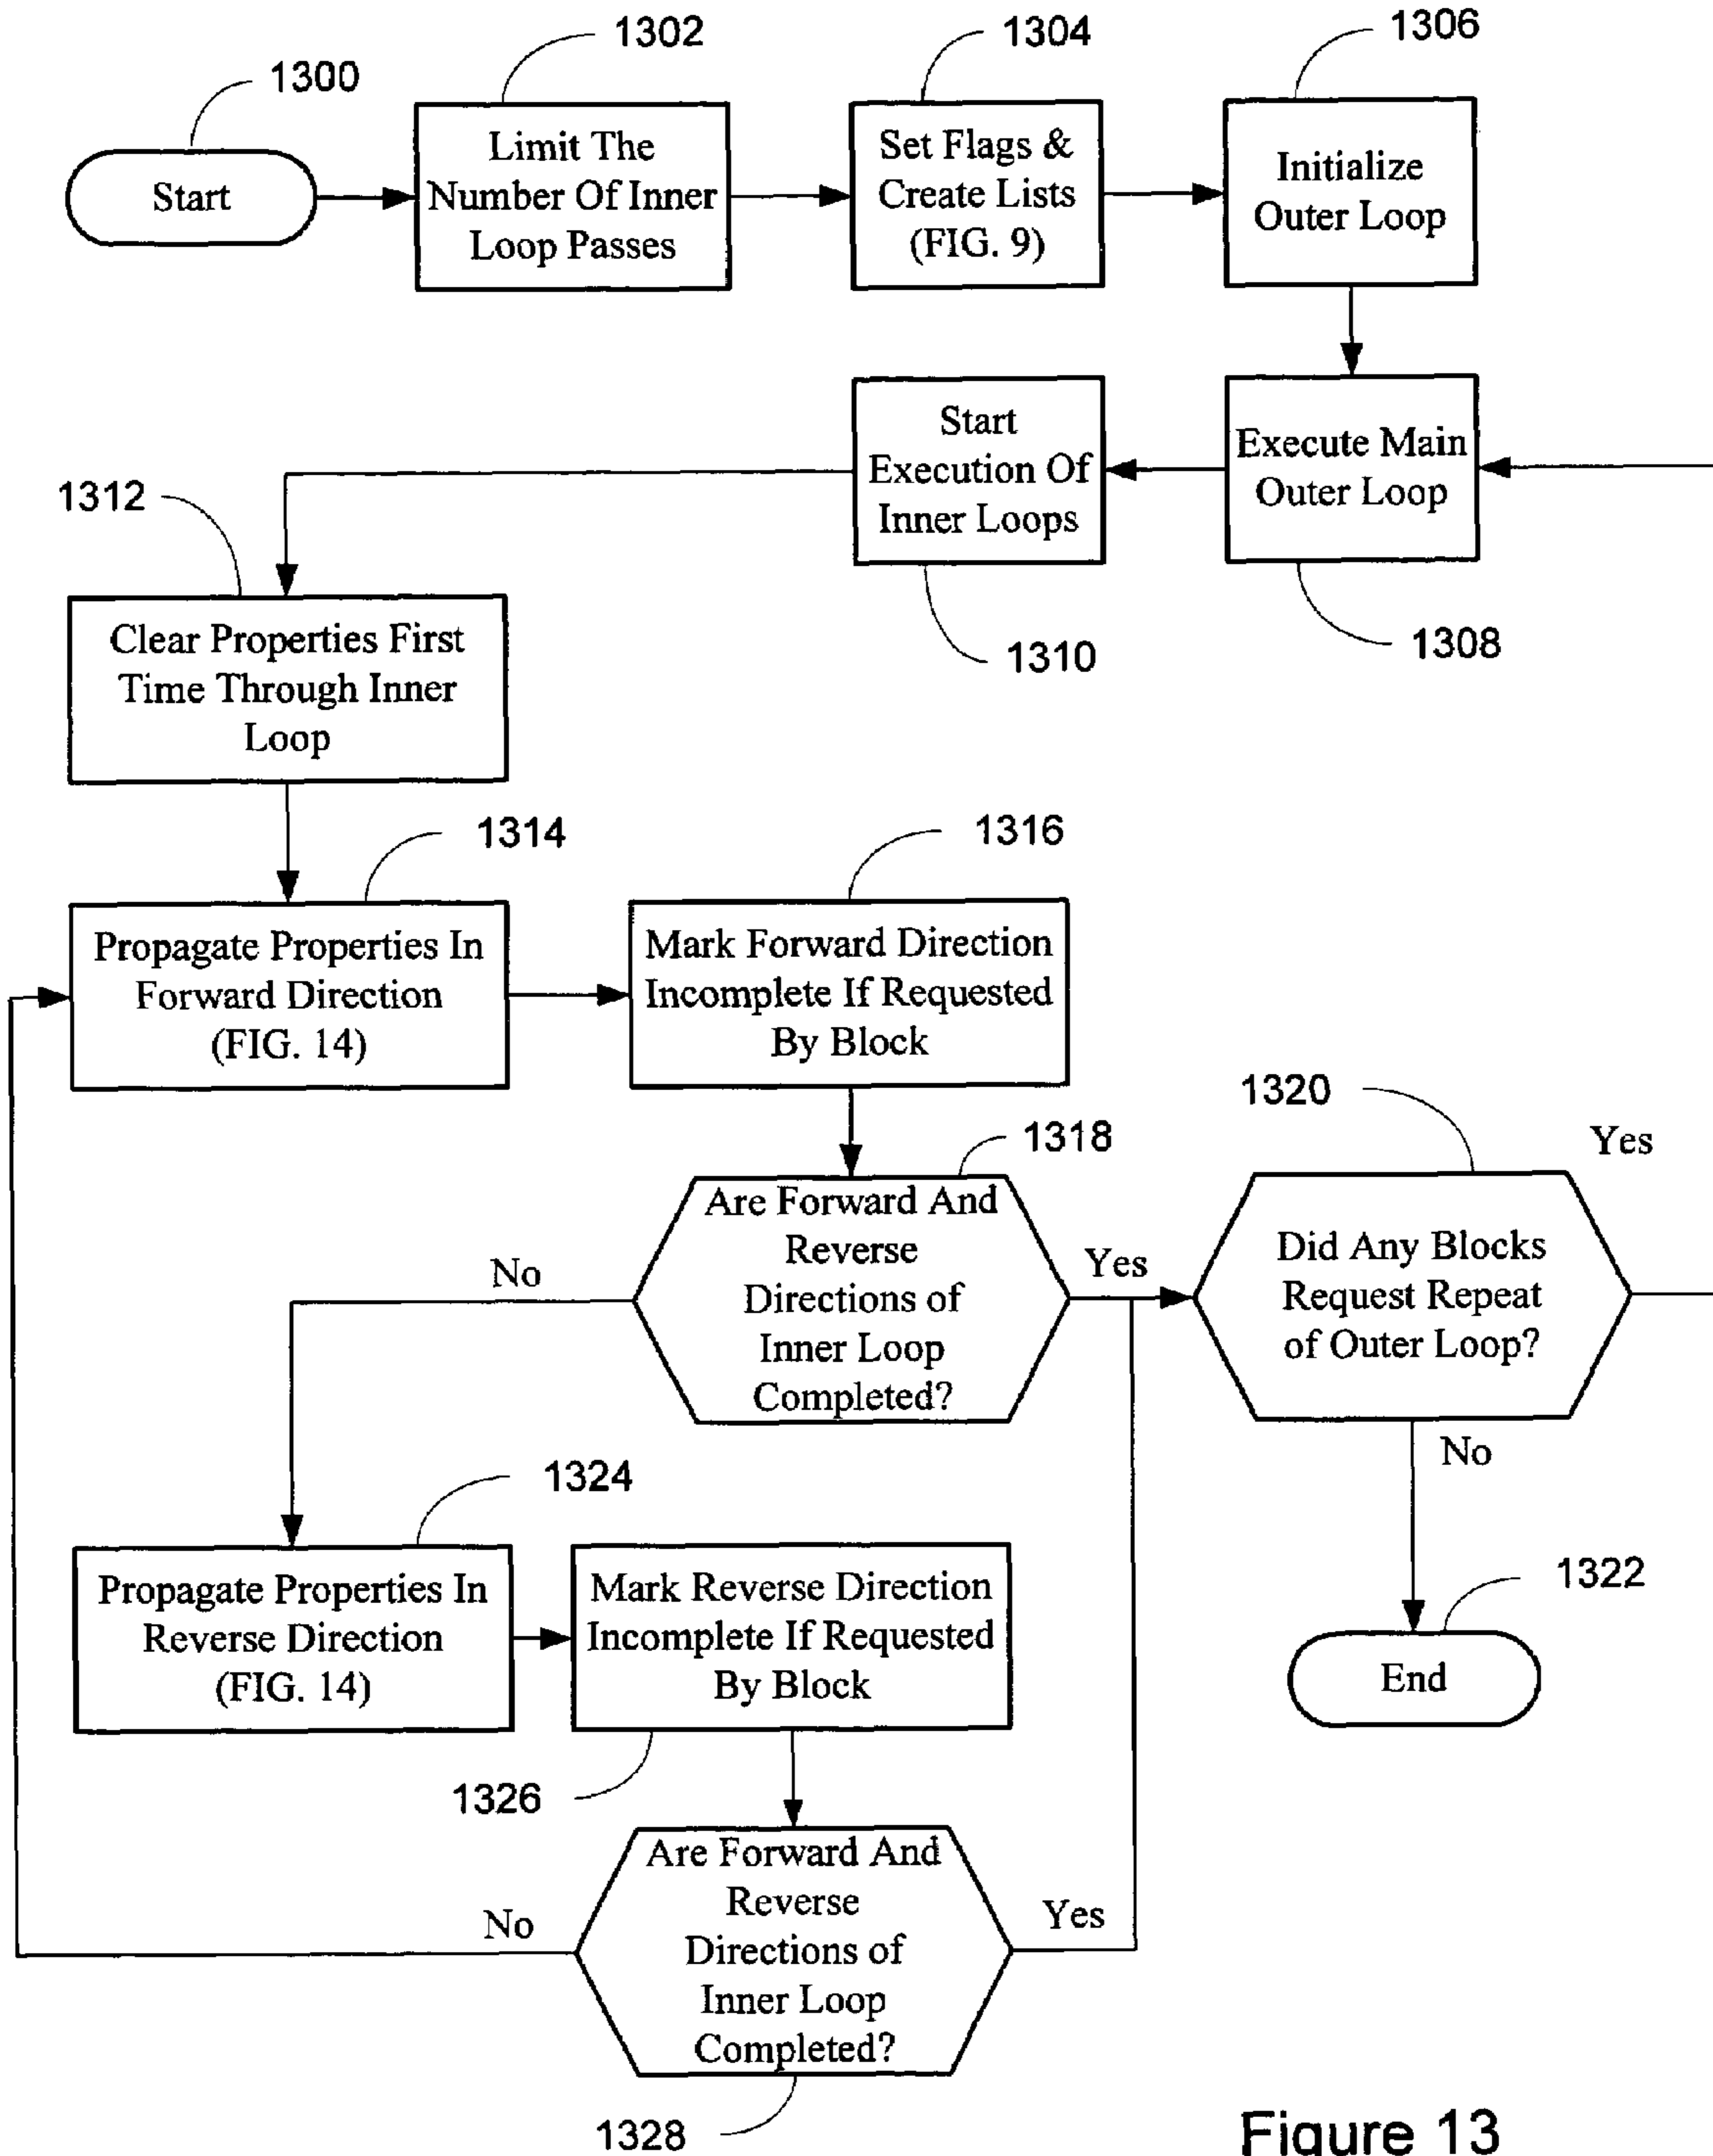 1300
Start
1302
Limit The
Number Of Inner
Loop Passes
1304
Set Flags &
Create Lists
(FIG. 9)
1306
Initialize
Outer Loop
Execute Main
Outer Loop
1308
Start
Execution Of
Inner Loops
1310
1312
Clear Properties First
Time Through Inner
Loop
1314
Propagate Properties In
Forward Direction
(FIG. 14)
1316
Mark Forward Direction
Incomplete If Requested
By Block
1318
Are Forward And
Reverse
Directions of
Inner Loop
Completed?
No
Yes
1320
Did Any Blocks
Request Repeat
of Outer Loop?
Yes
No
1322
End
1324
Propagate Properties In
Reverse Direction
(FIG. 14)
Mark Reverse Direction
Incomplete If Requested
By Block
1326
Are Forward And
Reverse
Directions of
Inner Loop
Completed?
No
Yes
1328
Figure 13